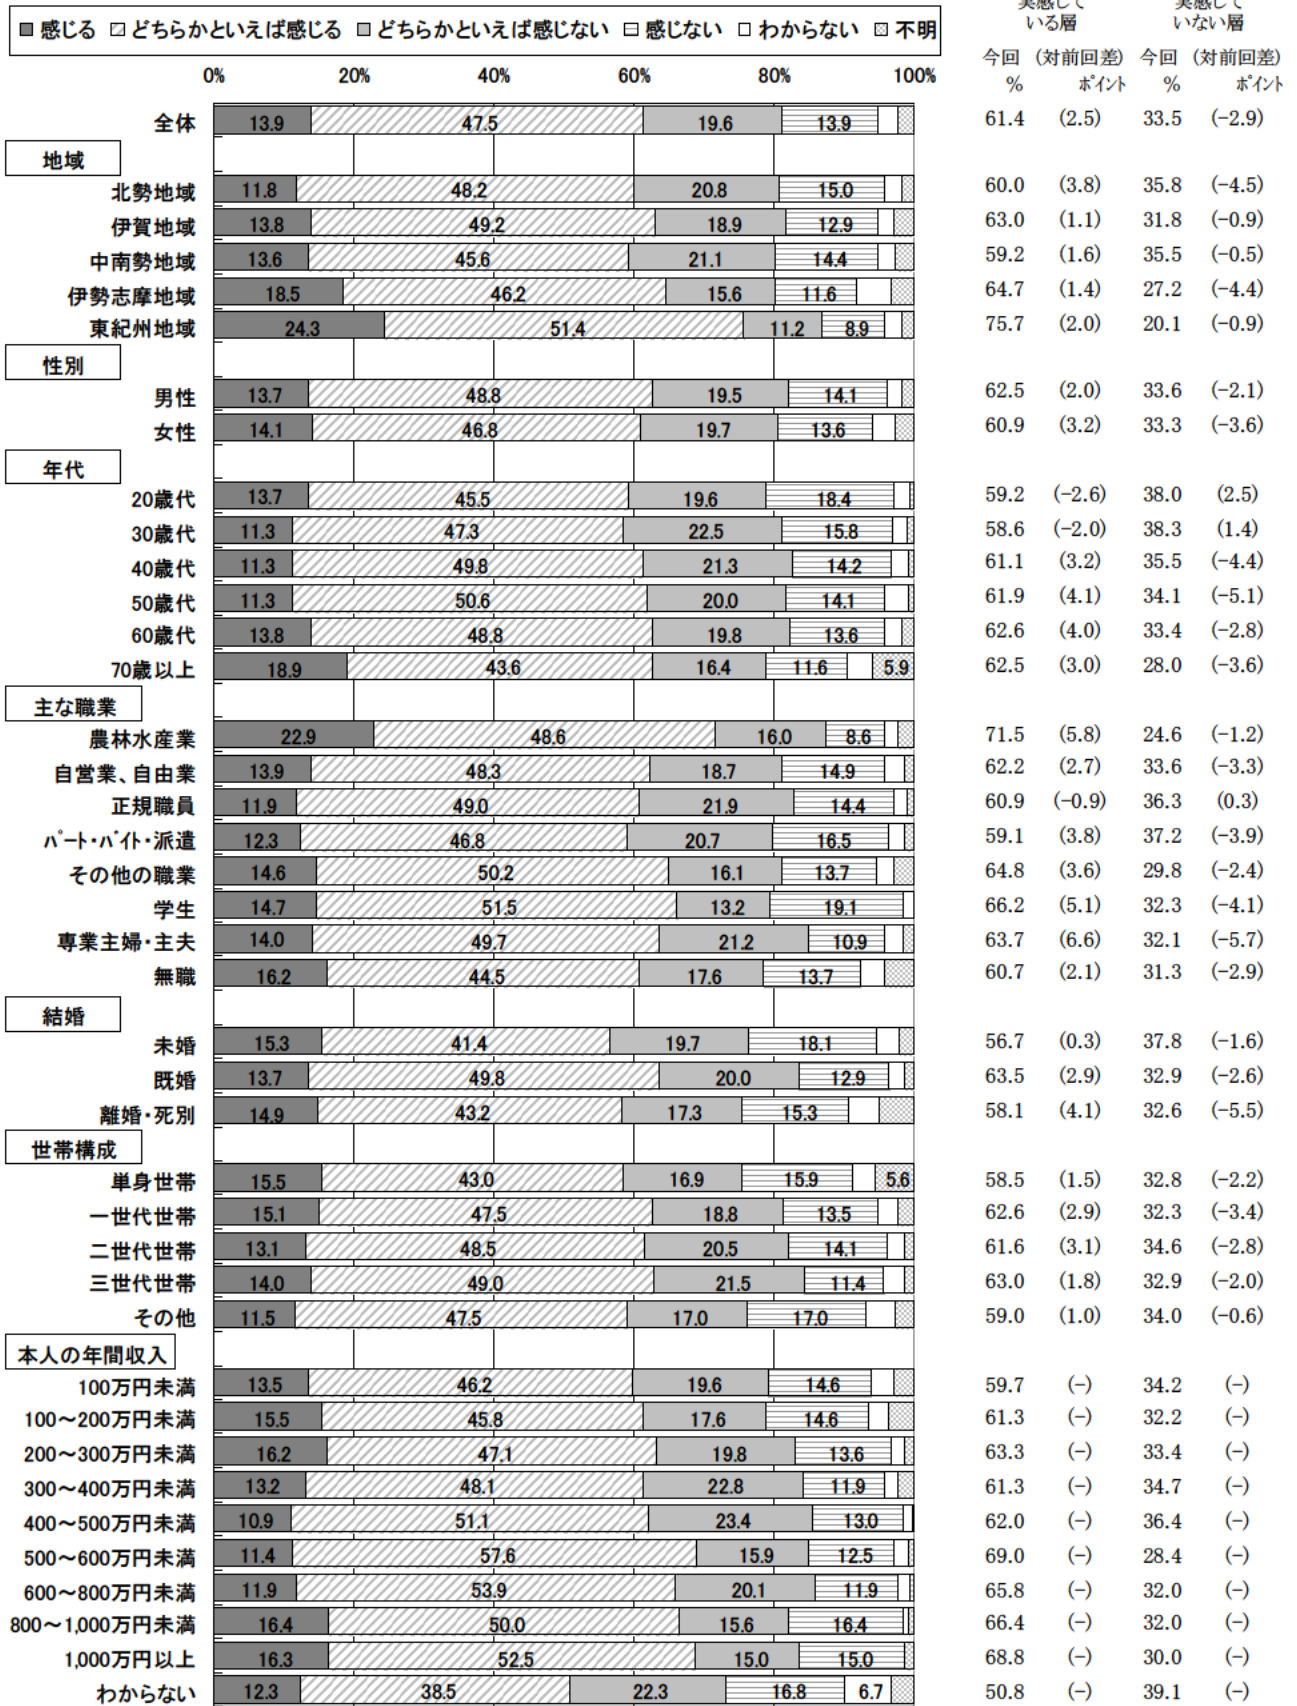 実感して 実感して
いる層 いない層
■ 感じる どちらかといえば感じる どちらかといえば感じない 感じない □ わからない 不明
今回 (対前回差) 今回 (対前回差)
% ポイント % ポイント
0% 20% 40% 60% 80% 100%
全体 13.9 47.5 19.6 13.9 61.4 (2.5) 33.5 (-2.9)
地域
北勢地域 11.8 48.2 20.8 15.0 60.0 (3.8) 35.8 (-4.5)
伊賀地域 13.8 49.2 18.9 12.9 63.0 (1.1) 31.8 (-0.9)
中南勢地域 13.6 45.6 21.1 14.4 59.2 (1.6) 35.5 (-0.5)
伊勢志摩地域 18.5 46.2 15.6 11.6 64.7 (1.4) 27.2 (-4.4)
東紀州地域 24.3 51.4 11.2 8.9 75.7 (2.0) 20.1 (-0.9)
性別
男性 13.7 48.8 19.5 14.1 62.5 (2.0) 33.6 (-2.1)
女性 14.1 46.8 19.7 13.6 60.9 (3.2) 33.3 (-3.6)
年代
20歳代 13.7 45.5 19.6 18.4 59.2 (-2.6) 38.0 (2.5)
30歳代 11.3 47.3 22.5 15.8 58.6 (-2.0) 38.3 (1.4)
40歳代 11.3 49.8 21.3 14.2 61.1 (3.2) 35.5 (-4.4)
50歳代 11.3 50.6 20.0 14.1 61.9 (4.1) 34.1 (-5.1)
60歳代 13.8 48.8 19.8 13.6 62.6 (4.0) 33.4 (-2.8)
70歳以上 18.9 43.6 16.4 11.6 5.9 62.5 (3.0) 28.0 (-3.6)
主な職業
農林水産業 22.9 48.6 16.0 8.6 71.5 (5.8) 24.6 (-1.2)
自営業、自由業 13.9 48.3 18.7 14.9 62.2 (2.7) 33.6 (-3.3)
正規職員 11.9 49.0 21.9 14.4 60.9 (-0.9) 36.3 (0.3)
パート・バイト・派遣 12.3 46.8 20.7 16.5 59.1 (3.8) 37.2 (-3.9)
その他の職業 14.6 50.2 16.1 13.7 64.8 (3.6) 29.8 (-2.4)
学生 14.7 51.5 13.2 19.1 66.2 (5.1) 32.3 (-4.1)
専業主婦・主夫 14.0 49.7 21.2 10.9 63.7 (6.6) 32.1 (-5.7)
無職 16.2 44.5 17.6 13.7 60.7 (2.1) 31.3 (-2.9)
結婚
未婚 15.3 41.4 19.7 18.1 56.7 (0.3) 37.8 (-1.6)
既婚 13.7 49.8 20.0 12.9 63.5 (2.9) 32.9 (-2.6)
離婚・死別 14.9 43.2 17.3 15.3 58.1 (4.1) 32.6 (-5.5)
世帯構成
単身世帯 15.5 43.0 16.9 15.9 5.6 58.5 (1.5) 32.8 (-2.2)
一世代世帯 15.1 47.5 18.8 13.5 62.6 (2.9) 32.3 (-3.4)
二世代世帯 13.1 48.5 20.5 14.1 61.6 (3.1) 34.6 (-2.8)
三世代世帯 14.0 49.0 21.5 11.4 63.0 (1.8) 32.9 (-2.0)
その他 11.5 47.5 17.0 17.0 59.0 (1.0) 34.0 (-0.6)
本人の年間収入
100万円未満 13.5 46.2 19.6 14.6 59.7 (-) 34.2 (-)
100～200万円未満 15.5 45.8 17.6 14.6 61.3 (-) 32.2 (-)
200～300万円未満 16.2 47.1 19.8 13.6 63.3 (-) 33.4 (-)
300～400万円未満 13.2 48.1 22.8 11.9 61.3 (-) 34.7 (-)
400～500万円未満 10.9 51.1 23.4 13.0 62.0 (-) 36.4 (-)
500～600万円未満 11.4 57.6 15.9 12.5 69.0 (-) 28.4 (-)
600～800万円未満 11.9 53.9 20.1 11.9 65.8 (-) 32.0 (-)
800～1,000万円未満 16.4 50.0 15.6 16.4 66.4 (-) 32.0 (-)
1,000万円以上 16.3 52.5 15.0 15.0 68.8 (-) 30.0 (-)
わからない 12.3 38.5 22.3 16.8 6.7 50.8 (-) 39.1 (-)